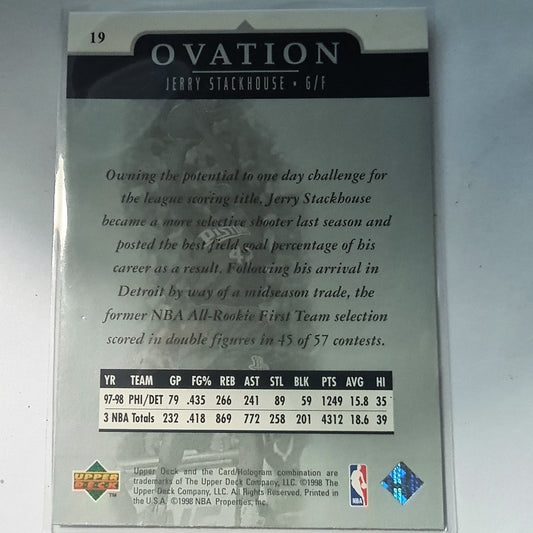 19
OVATION
JERRY STACKHOUSE • G/F
Owning the potential to one day challenge for
the league scoring title, Jerry Stackhouse
became a more selective shooter last season and
posted the best field goal percentage of his
career as a result. Following his arrival in
Detroit by way of a midseason trade, the
former NBA All-Rookie First Team selection
scored in double figures in 45 of 57 contests.
YR TEAM GP FG% REB AST STL BLK PTS AVG HI
97-98 PHI/DET 79 .435 266 241 89 59 1249 15.8 35
3 NBA Totals 232 .418 869 772 258 201 4312 18.6 39
UPPER DECK TM
Upper Deck and the Card/Hologram combination are
trademarks of The Upper Deck Company, LLC. ©1998 The
Upper Deck Company, LLC. All Rights Reserved. Printed in
the U.S.A. ©1998 NBA Properties, Inc.